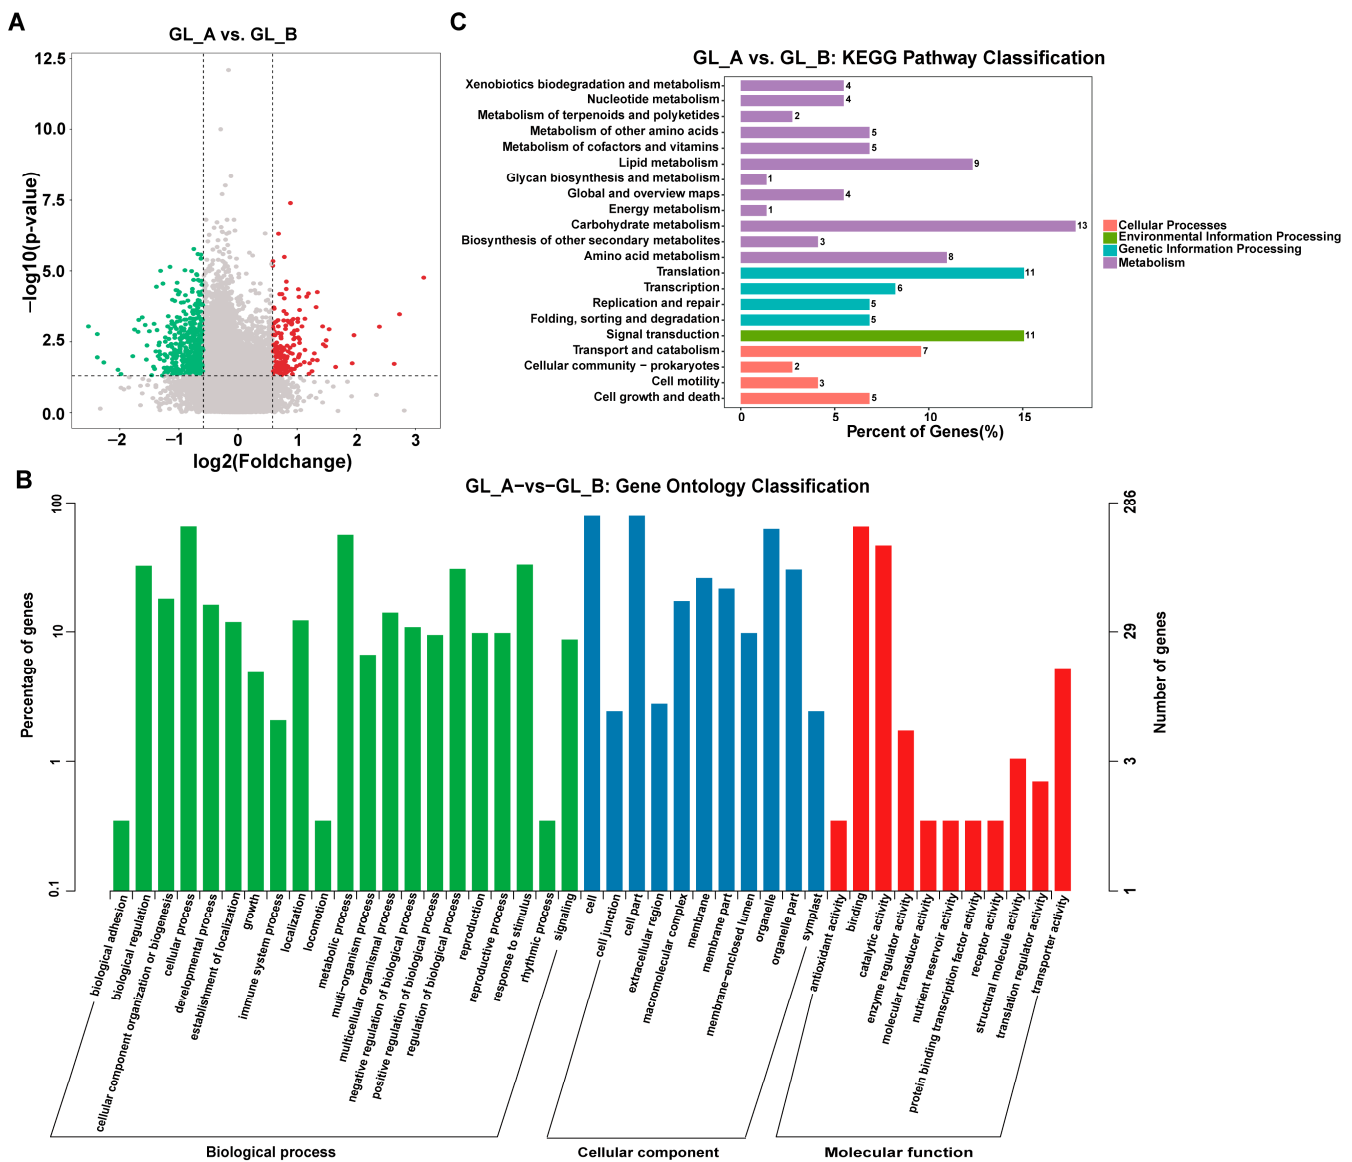 A
GL_A vs. GL_B
12.5
10.0
7.5
5.0
2.5
0.0
−log10(p-value)
−2
−1
0
1
2
3
log2(Foldchange)
C
GL_A vs. GL_B: KEGG Pathway Classification
Xenobiotics biodegradation and metabolism
4
Nucleotide metabolism
4
Metabolism of terpenoids and polyketides
2
Metabolism of other amino acids
5
Metabolism of cofactors and vitamins
5
Lipid metabolism
9
Glycan biosynthesis and metabolism
1
Global and overview maps
4
Energy metabolism
1
Carbohydrate metabolism
13
Biosynthesis of other secondary metabolites
3
Amino acid metabolism
8
Translation
11
Transcription
6
Replication and repair
5
Folding, sorting and degradation
5
Signal transduction
11
Transport and catabolism
7
Cellular community − prokaryotes
2
Cell motility
3
Cell growth and death
5
0
5
10
15
Percent of Genes(%)
Cellular Processes
Environmental Information Processing
Genetic Information Processing
Metabolism
B
GL_A−vs−GL_B: Gene Ontology Classification
100
10
1
0.1
Percentage of genes
286
29
3
1
Number of genes
biological adhesion
biological regulation
cellular component organization or biogenesis
cellular process
developmental process
establishment of localization
growth
immune system process
localization
locomotion
metabolic process
multi−organism process
multicellular organismal process
negative regulation of biological process
positive regulation of biological process
regulation of biological process
reproduction
reproductive process
response to stimulus
rhythmic process
signaling
cell
cell junction
cell part
extracellular region
macromolecular complex
membrane
membrane part
membrane−enclosed lumen
organelle
organelle part
symplast
antioxidant activity
binding
catalytic activity
enzyme regulator activity
molecular transducer activity
nutrient reservoir activity
protein binding transcription factor activity
receptor activity
structural molecule activity
translation regulator activity
transporter activity
Biological process
Cellular component
Molecular function